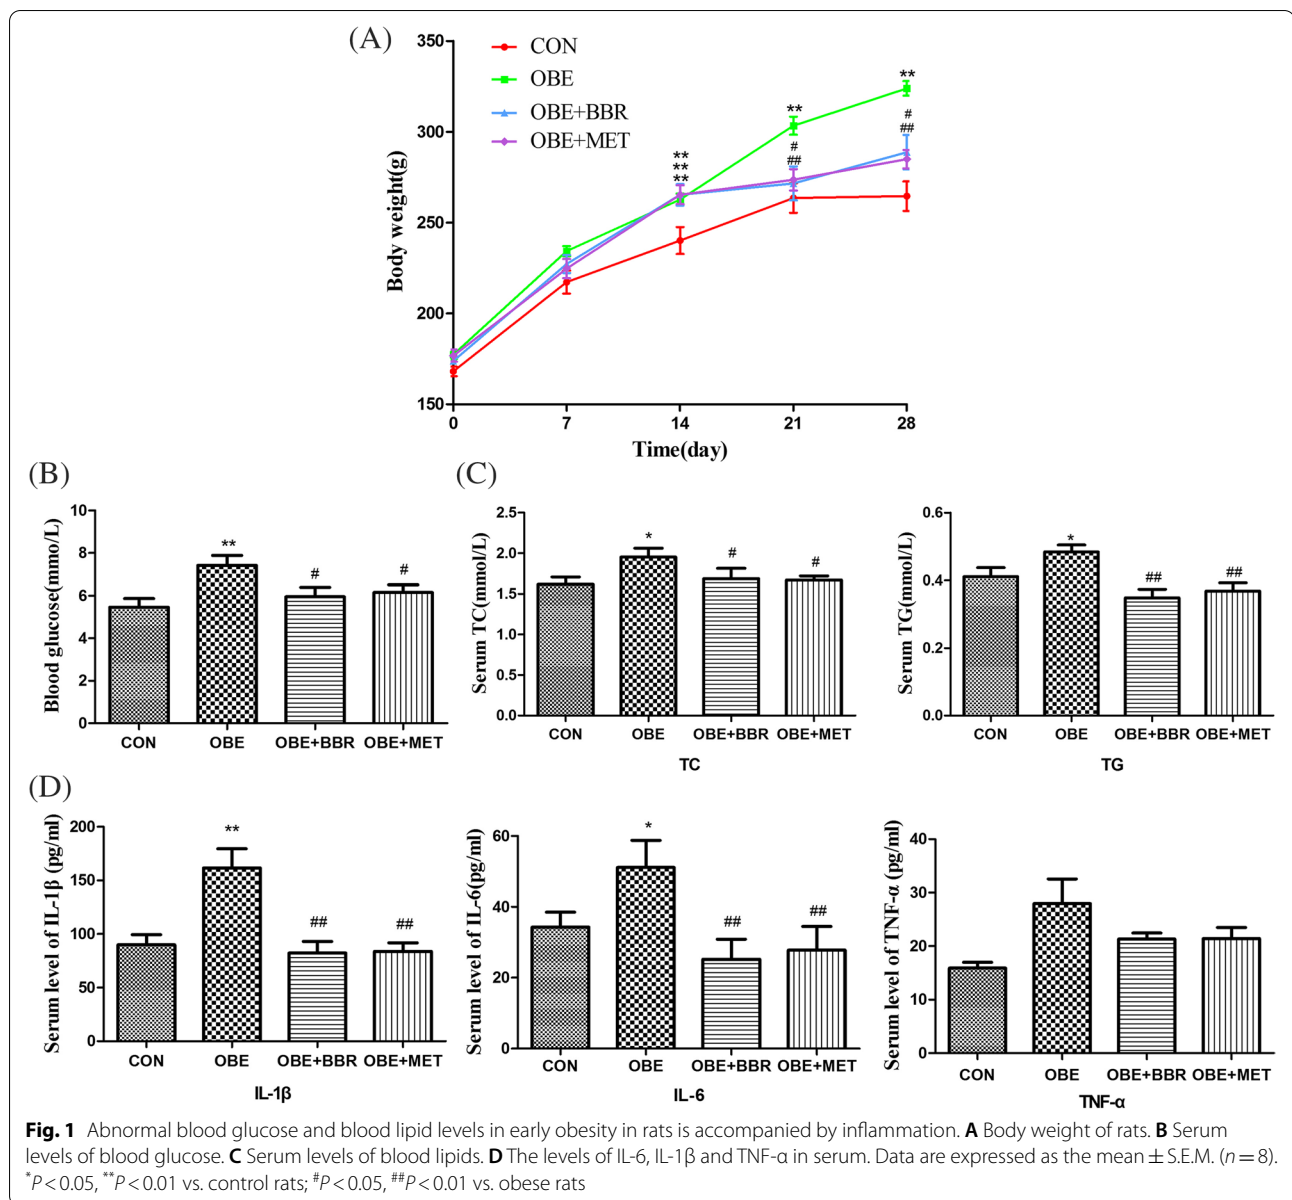 (A)
350
300
250
200
150
Body weight(g)
CON
OBE
OBE+BBR
OBE+MET
**
**
**
**
#
##
**
#
##
0 7 14 21 28
Time(day)
(B)
Blood glucose(mmo/L)
10
8
6
4
2
0
**
#
#
CON OBE OBE+BBR OBE+MET
(C)
Serum TC(mmol/L)
2.5
2.0
1.5
1.0
0.5
0.0
*
#
#
CON OBE OBE+BBR OBE+MET
TC
Serum TG(mmol/L)
0.6
0.4
0.2
0.0
*
##
##
CON OBE OBE+BBR OBE+MET
TG
(D)
Serum level of IL-1β (pg/ml)
200
150
100
50
0
**
##
##
CON OBE OBE+BBR OBE+MET
IL-1β
Serum level of IL-6(pg/ml)
60
40
20
0
*
##
##
CON OBE OBE+BBR OBE+MET
IL-6
Serum level of TNF-α (pg/ml)
40
30
20
10
0
CON OBE OBE+BBR OBE+MET
TNF-α
Fig. 1 Abnormal blood glucose and blood lipid levels in early obesity in rats is accompanied by inflammation. A Body weight of rats. B Serum
levels of blood glucose. C Serum levels of blood lipids. D The levels of IL-6, IL-1β and TNF-α in serum. Data are expressed as the mean ± S.E.M. (n = 8).
*P < 0.05, **P < 0.01 vs. control rats; #P < 0.05, ##P < 0.01 vs. obese rats